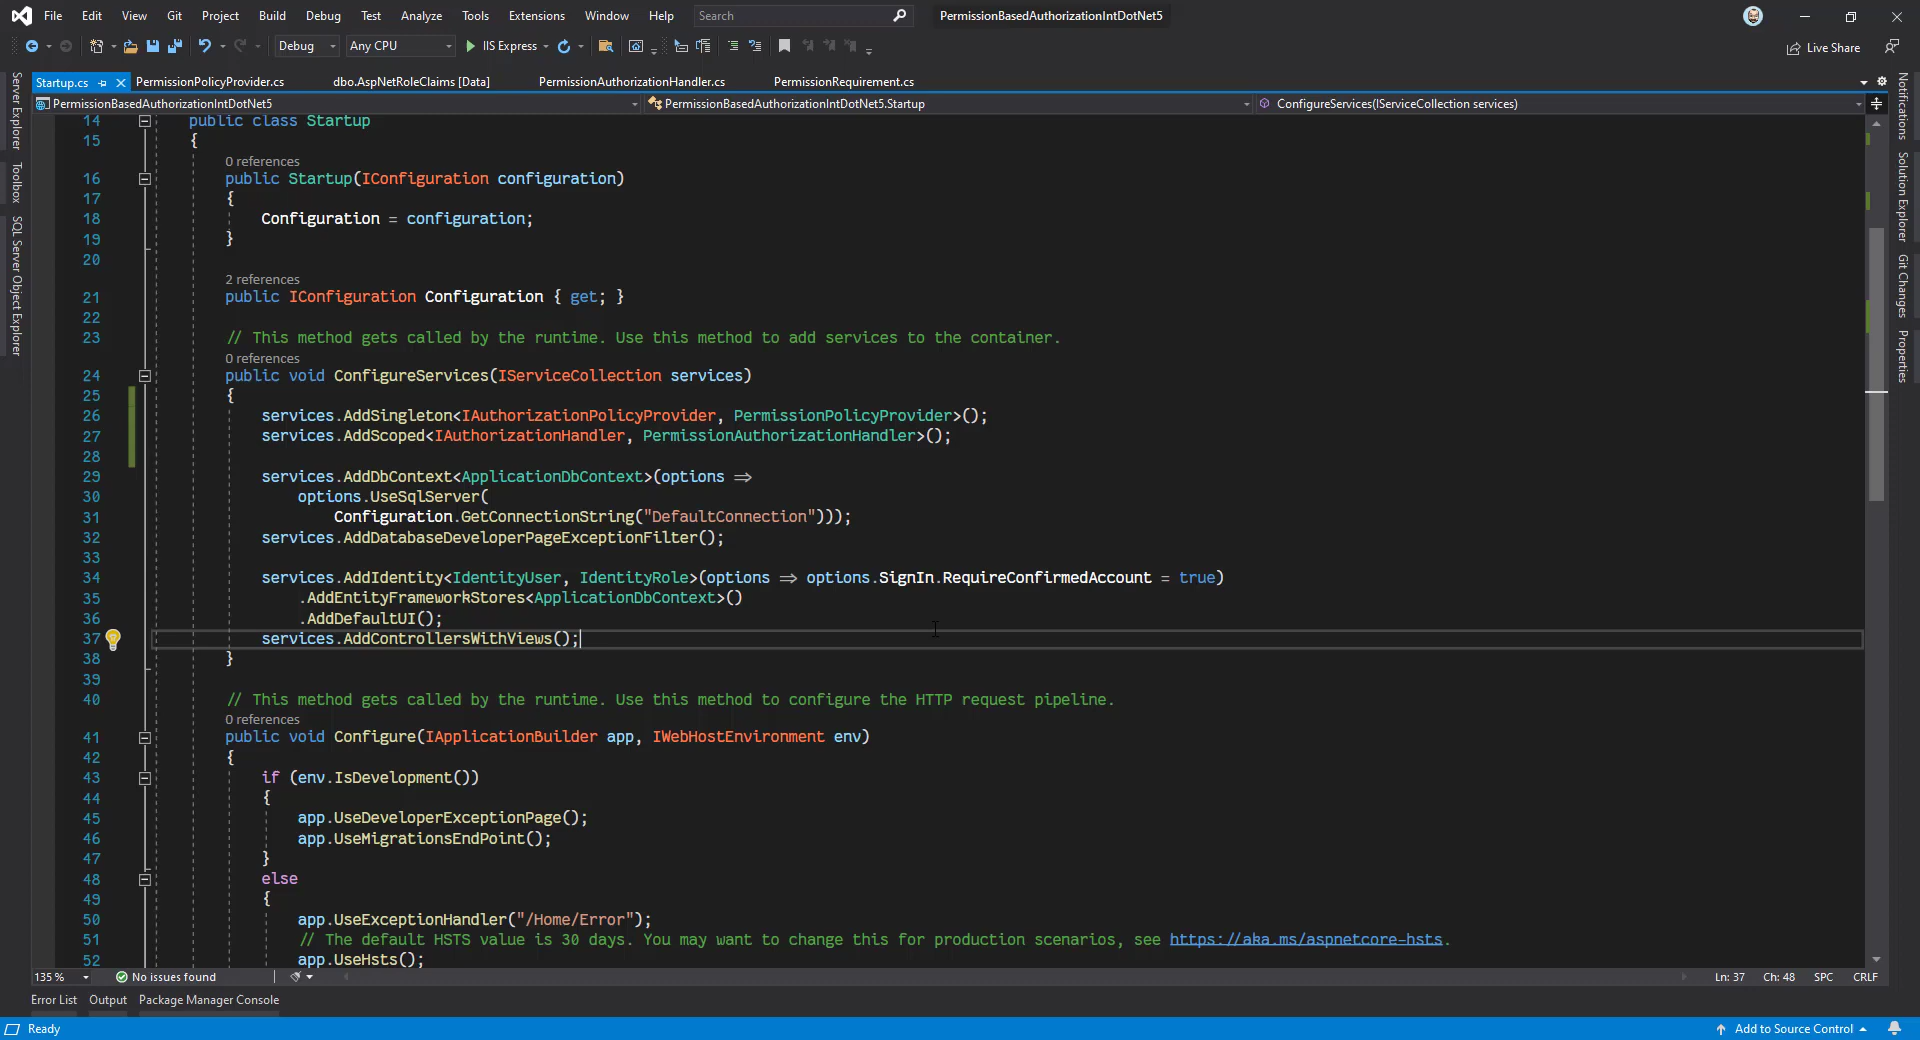 File Edit View Git Project Build Debug Test Analyze Tools Extensions Window Help Search PermissionBasedAuthorizationIntDotNet5
Debug Any CPU IIS Express Live Share
Startup.cs PermissionPolicyProvider.cs dbo.AspNetRoleClaims [Data] PermissionAuthorizationHandler.cs PermissionRequirement.cs
PermissionBasedAuthorizationIntDotNet5 PermissionBasedAuthorizationIntDotNet5.Startup ConfigureServices(IServiceCollection services)
Server Explorer
Toolbox
SQL Server Object Explorer
14 public class Startup
15 {
0 references
16 public Startup(IConfiguration configuration)
17 {
18 Configuration = configuration;
19 }
20
2 references
21 public IConfiguration Configuration { get; }
22
23 // This method gets called by the runtime. Use this method to add services to the container.
0 references
24 public void ConfigureServices(IServiceCollection services)
25 {
26 services.AddSingleton<IAuthorizationPolicyProvider, PermissionPolicyProvider>();
27 services.AddScoped<IAuthorizationHandler, PermissionAuthorizationHandler>();
28
29 services.AddDbContext<ApplicationDbContext>(options =>
30 options.UseSqlServer(
31 Configuration.GetConnectionString("DefaultConnection")));
32 services.AddDatabaseDeveloperPageExceptionFilter();
33
34 services.AddIdentity<IdentityUser, IdentityRole>(options => options.SignIn.RequireConfirmedAccount = true)
35 .AddEntityFrameworkStores<ApplicationDbContext>()
36 .AddDefaultUI();
37 services.AddControllersWithViews();
38 }
39
40 // This method gets called by the runtime. Use this method to configure the HTTP request pipeline.
0 references
41 public void Configure(IApplicationBuilder app, IWebHostEnvironment env)
42 {
43 if (env.IsDevelopment())
44 {
45 app.UseDeveloperExceptionPage();
46 app.UseMigrationsEndPoint();
47 }
48 else
49 {
50 app.UseExceptionHandler("/Home/Error");
51 // The default HSTS value is 30 days. You may want to change this for production scenarios, see https://aka.ms/aspnetcore-hsts.
52 app.UseHsts();
Notifications
Solution Explorer
Git Changes
Properties
135 % No issues found Ln: 37 Ch: 48 SPC CRLF
Error List Output Package Manager Console
Ready Add to Source Control